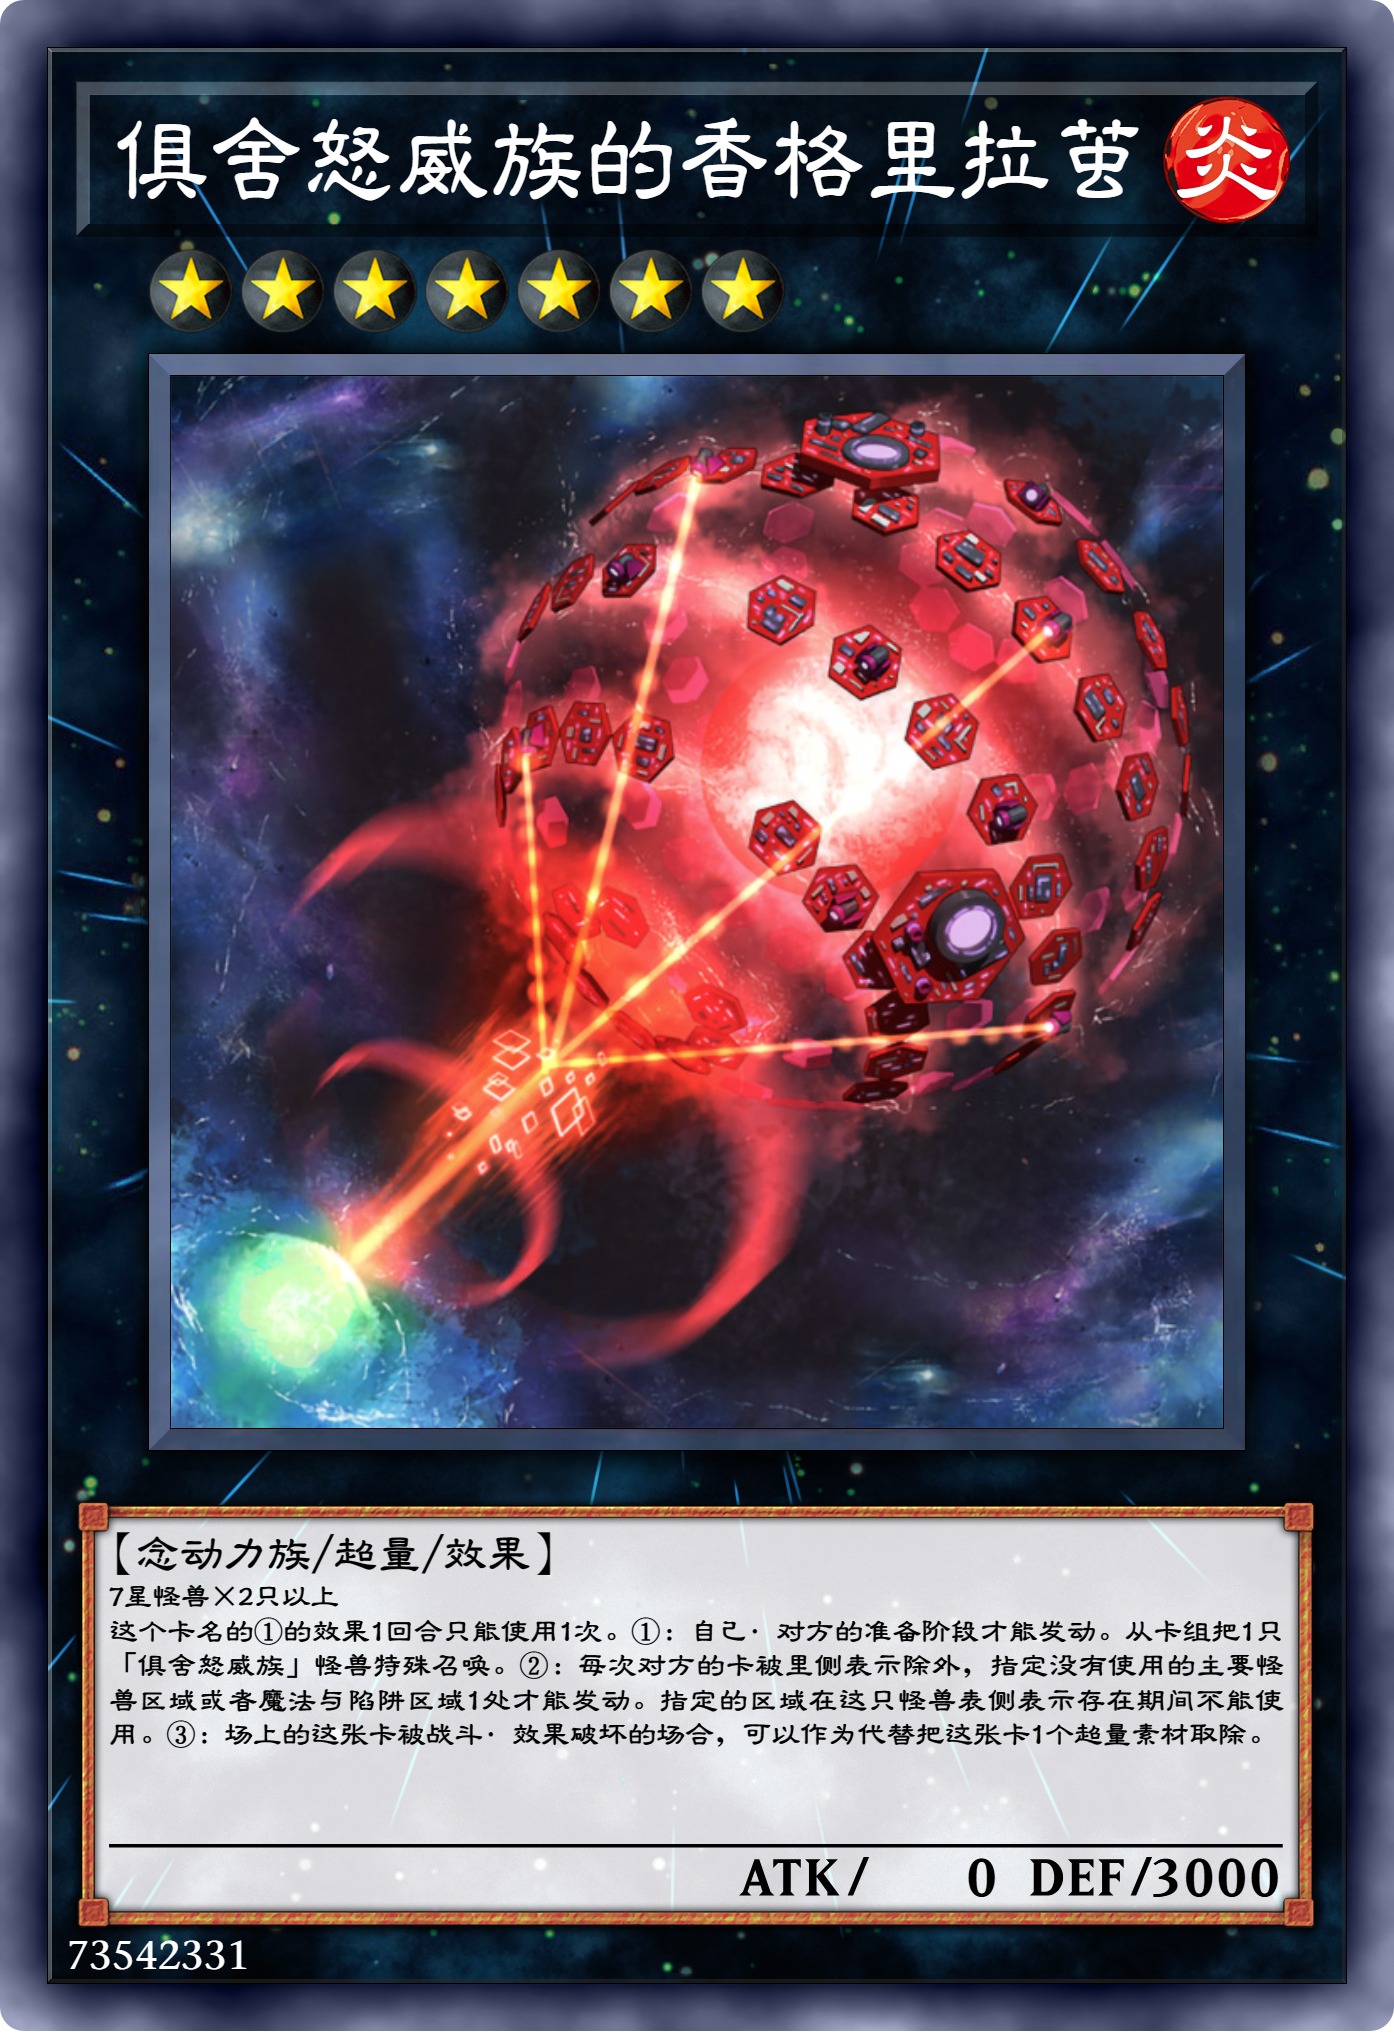 俱舍怒威族的香格里拉茧 炎
【念动力族/超量/效果】
7星怪兽×2只以上
这个卡名的①的效果1回合只能使用1次。①：自己·对方的准备阶段才能发动。从卡组把1只
「俱舍怒威族」怪兽特殊召唤。②：每次对方的卡被里侧表示除外，指定没有使用的主要怪
兽区域或者魔法与陷阱区域1处才能发动。指定的区域在这只怪兽表侧表示存在期间不能使
用。③：场上的这张卡被战斗·效果破坏的场合，可以作为代替把这张卡1个超量素材取除。
ATK/ 0 DEF/3000
73542331